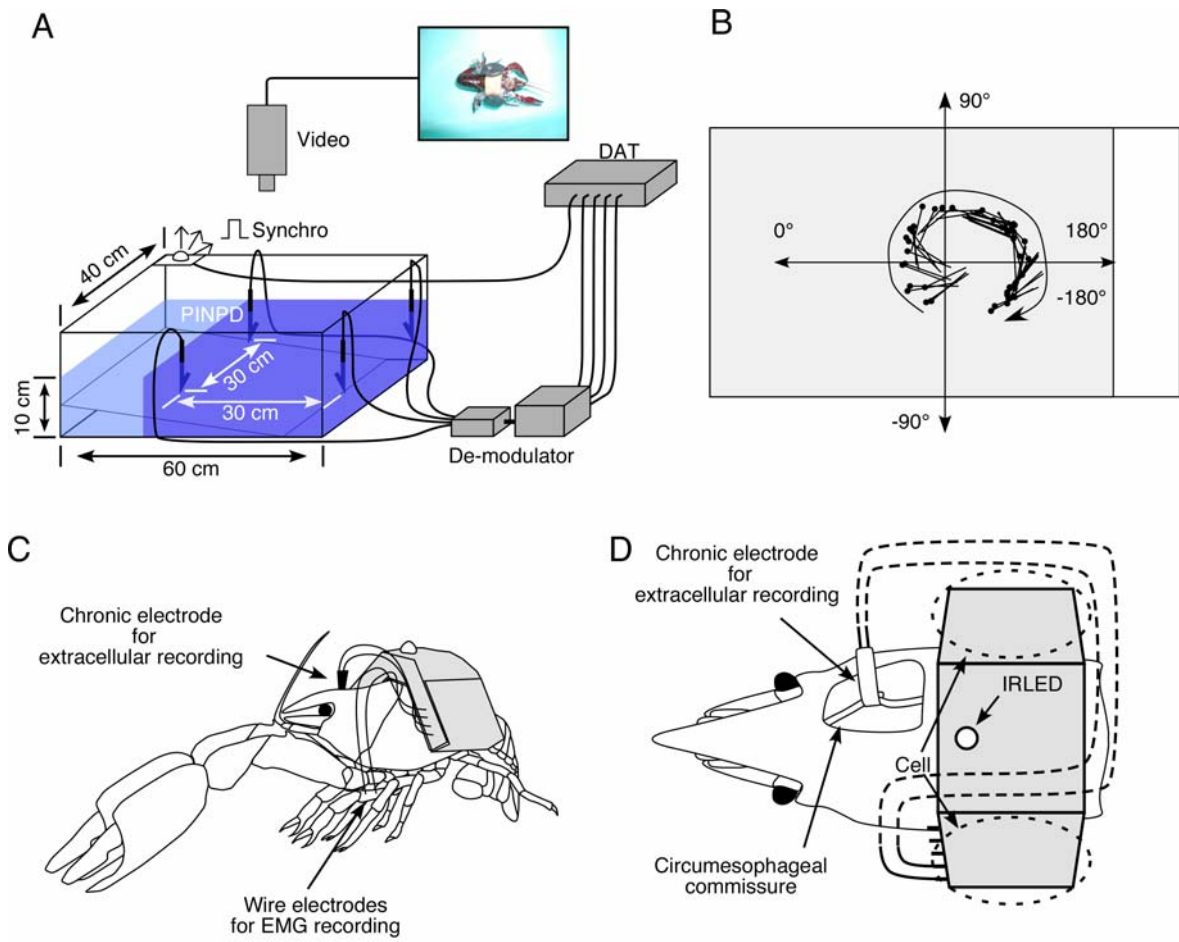 A
Video
DAT
Synchro
40 cm
PINPD
30 cm
30 cm
10 cm
60 cm
De-modulator
B
90°
0°
180°
-180°
-90°
C
Chronic electrode
for
extracellular recording
Wire electrodes
for EMG recording
D
Chronic electrode
for
extracellular recording
IRLED
Cell
Circumesophageal
commissure